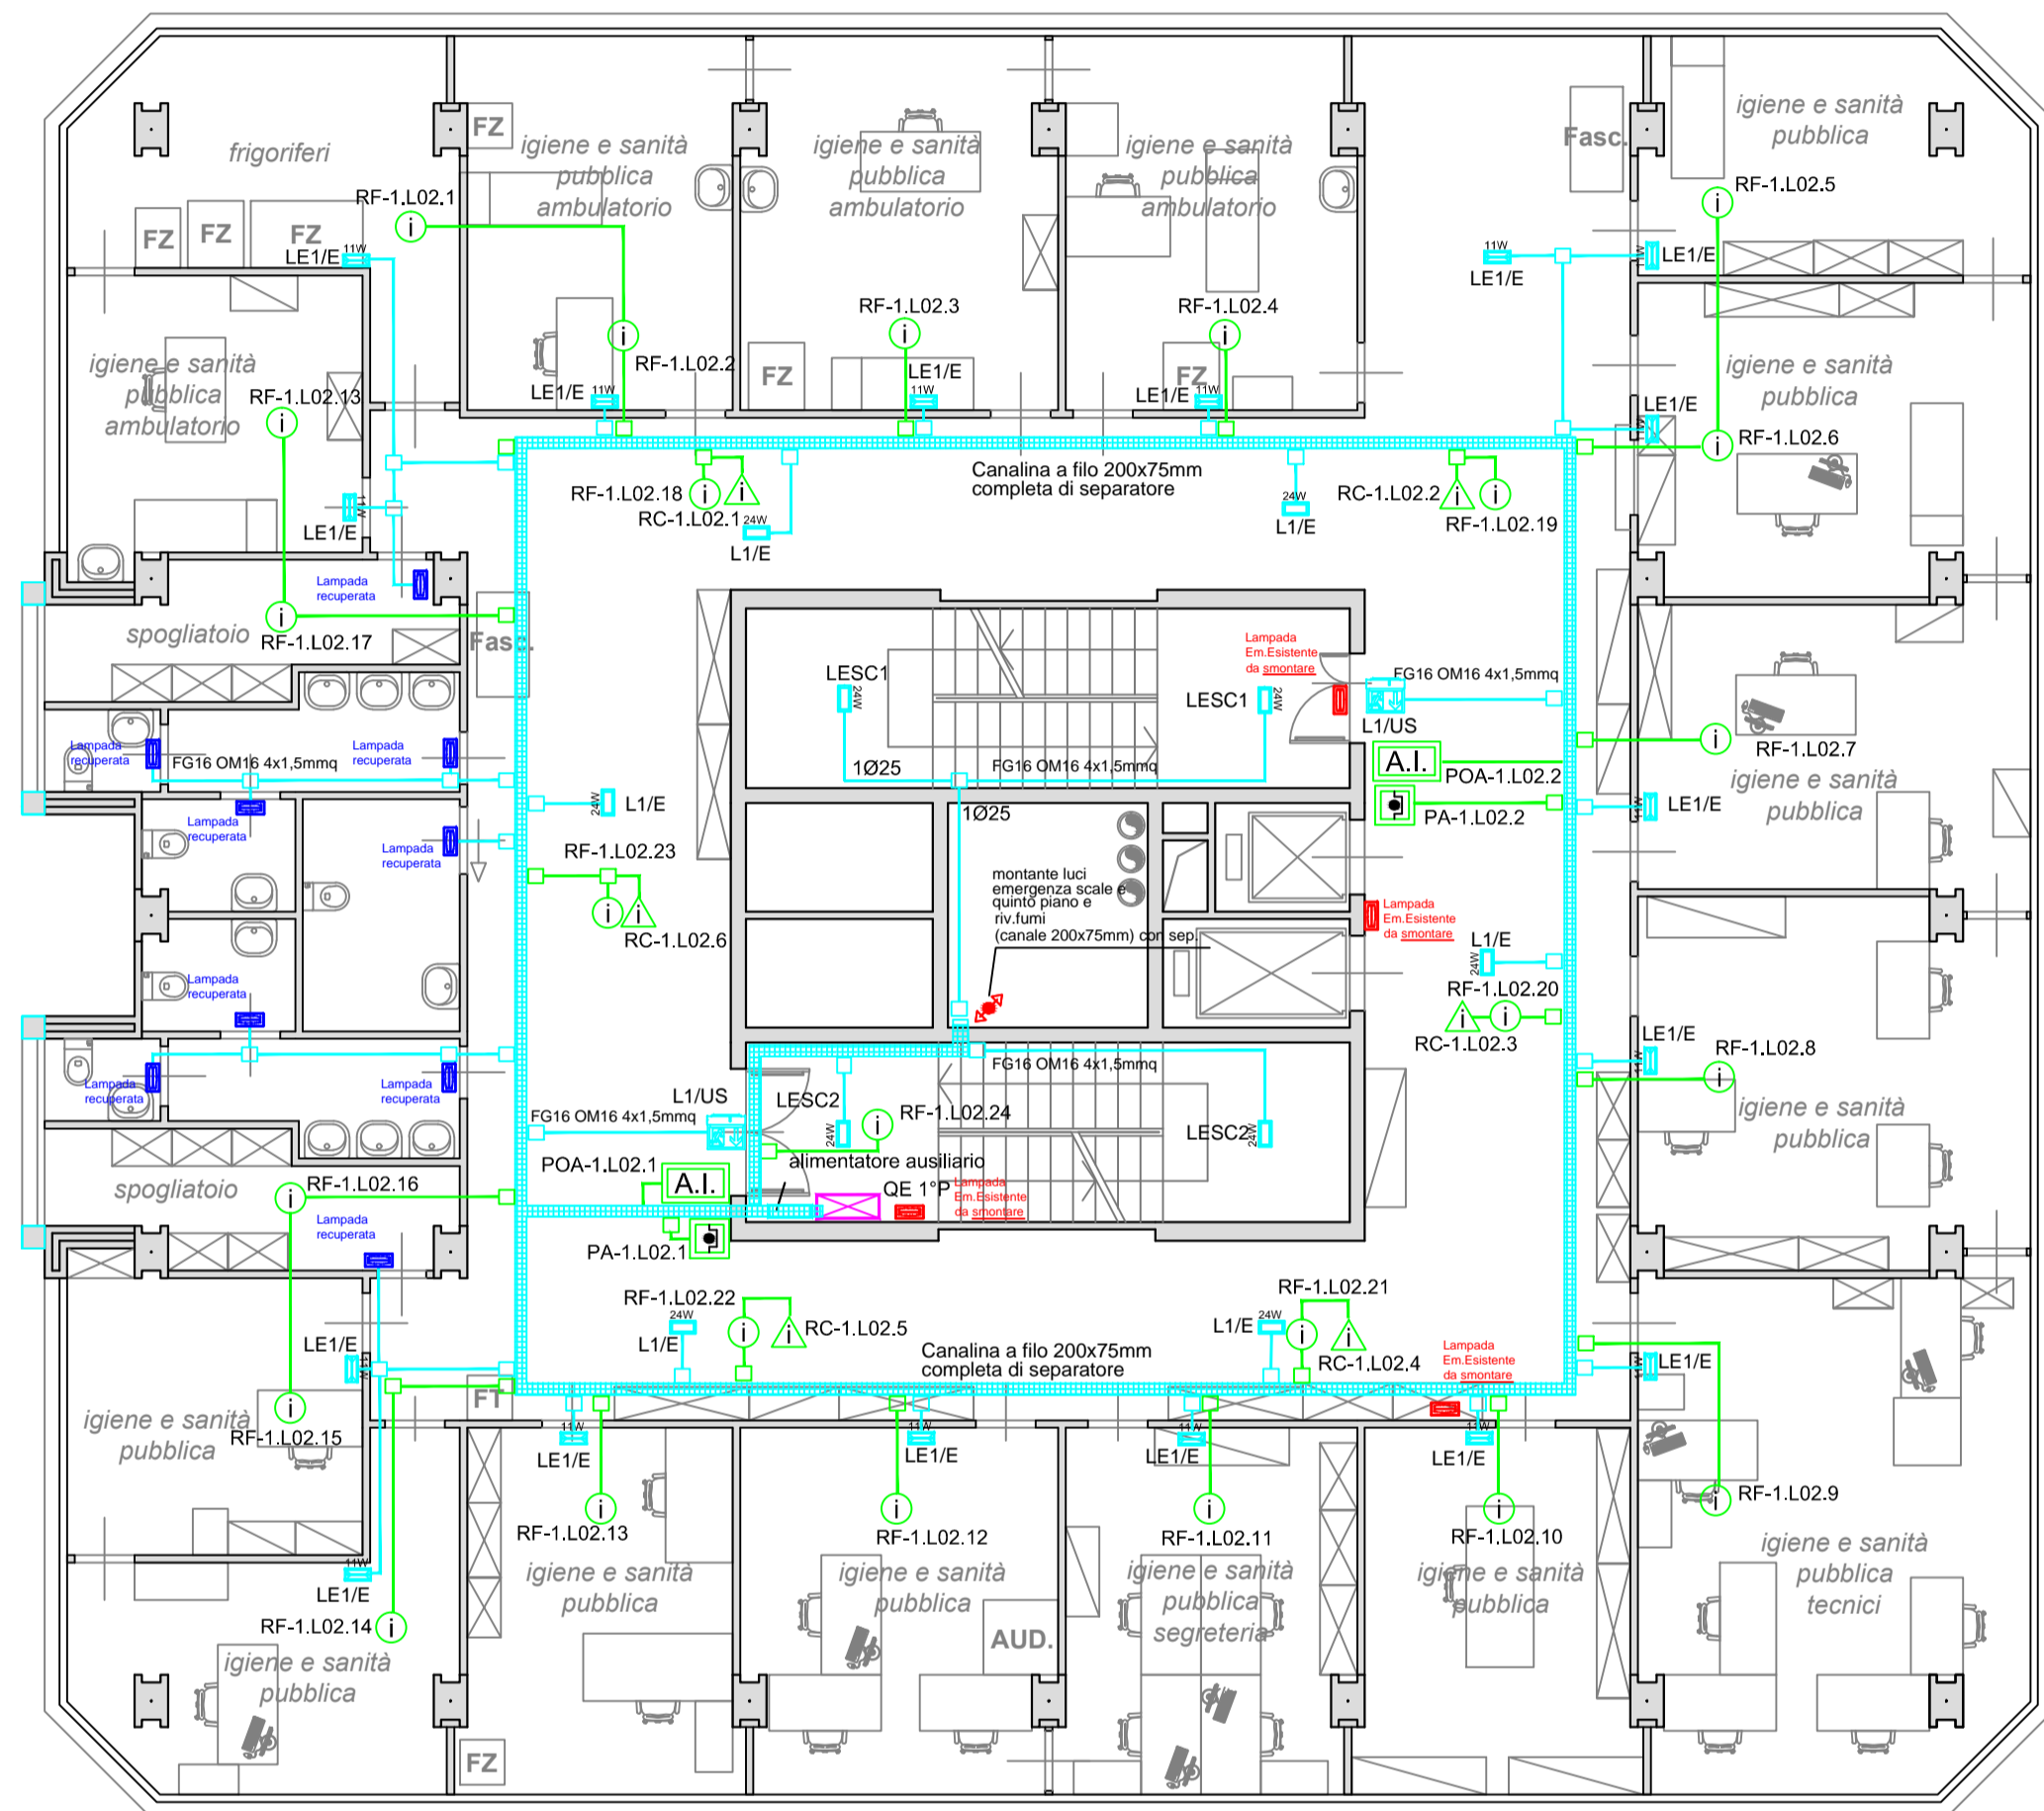 frigoriferi
FZ
igiene e sanità
pubblica
ambulatorio
igiene e sanità
pubblica
ambulatorio
igiene e sanità
pubblica
ambulatorio
Fasc.
igiene e sanità
pubblica
RF-1.L02.1
RF-1.L02.5
FZ
FZ
FZ
LE1/E
11W
11W
LE1/E
LE1/E
RF-1.L02.3
RF-1.L02.4
RF-1.L02.2
igiene e sanità
pubblica
ambulatorio
RF-1.L02.13
FZ
LE1/E
11W
LE1/E
11W
FZ
LE1/E
11W
igiene e sanità
pubblica
LE1/E
RF-1.L02.6
Canalina a filo 200x75mm
completa di separatore
RF-1.L02.18
RC-1.L02.1
24W
L1/E
24W
L1/E
RC-1.L02.2
RF-1.L02.19
LE1/E
11W
Lampada
recuperata
spogliatoio
RF-1.L02.17
Fasc.
Lampada
Em.Esistente
da smontare
LESC1
24W
LESC1
24W
FG16 OM16 4x1,5mmq
L1/US
RF-1.L02.7
igiene e sanità
pubblica
Lampada
recuperata
FG16 OM16 4x1,5mmq
Lampada
recuperata
1Ø25
FG16 OM16 4x1,5mmq
A.I.
POA-1.L02.2
PA-1.L02.2
LE1/E
24W
L1/E
1Ø25
Lampada
recuperata
Lampada
recuperata
RF-1.L02.23
RC-1.L02.6
montante luci
emergenza scale e
quinto piano e
riv.fumi
(canale 200x75mm) con sep.
Lampada
Em.Esistente
da smontare
L1/E
24W
RF-1.L02.20
RC-1.L02.3
Lampada
recuperata
LE1/E
RF-1.L02.8
igiene e sanità
pubblica
Lampada
recuperata
Lampada
recuperata
FG16 OM16 4x1,5mmq
L1/US
FG16 OM16 4x1,5mmq
LESC2
24W
RF-1.L02.24
LESC2
24W
alimentatore ausiliario
POA-1.L02.1
A.I.
QE 1°P
Lampada
Em.Esistente
da smontare
PA-1.L02.1
spogliatoio
RF-1.L02.16
Lampada
recuperata
RF-1.L02.22
24W
L1/E
RC-1.L02.5
RF-1.L02.21
L1/E
24W
RC-1.L02.4
Canalina a filo 200x75mm
completa di separatore
Lampada
Em.Esistente
da smontare
LE1/E
LE1/E
FT
igiene e sanità
pubblica
RF-1.L02.15
11W
LE1/E
11W
LE1/E
11W
LE1/E
11W
LE1/E
RF-1.L02.9
RF-1.L02.13
RF-1.L02.12
RF-1.L02.11
RF-1.L02.10
11W
LE1/E
RF-1.L02.14
igiene e sanità
pubblica
igiene e sanità
pubblica
igiene e sanità
pubblica
AUD.
igiene e sanità
pubblica
segreteria
igiene e sanità
pubblica
igiene e sanità
pubblica
tecnici
FZ